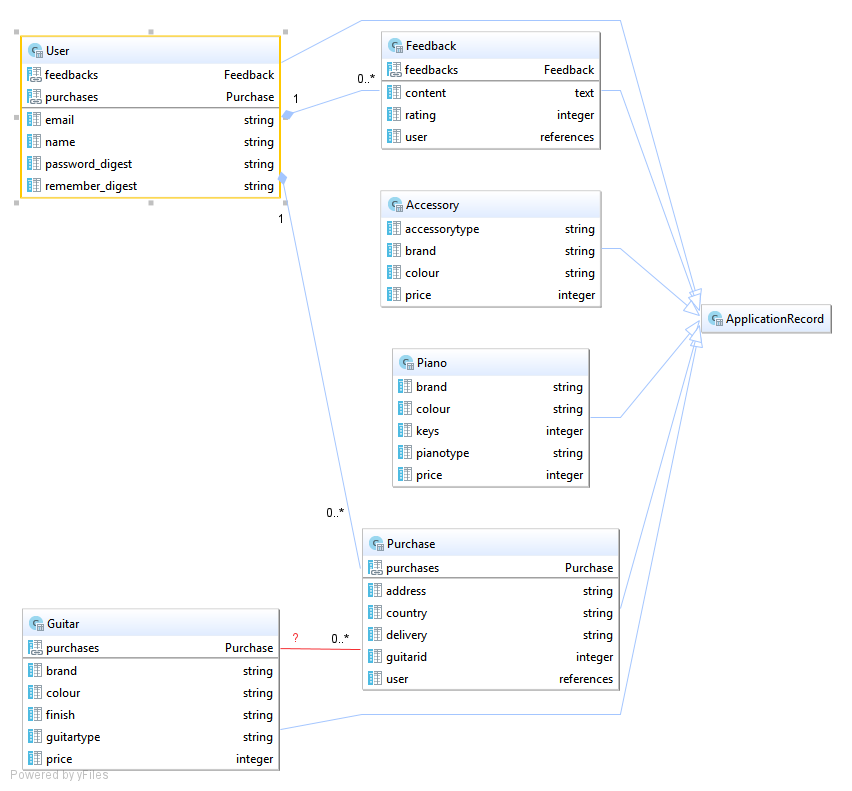 User
feedbacks Feedback
purchases Purchase
email string
name string
password_digest string
remember_digest string
1
1
0..*
Feedback
feedbacks Feedback
content text
rating integer
user references
Accessory
accessorytype string
brand string
colour string
price integer
ApplicationRecord
Piano
brand string
colour string
keys integer
pianotype string
price integer
0..*
Purchase
purchases Purchase
address string
country string
delivery string
guitarid integer
user references
Guitar
purchases Purchase
brand string
colour string
finish string
guitartype string
price integer
? 0..*
Powered by yFiles